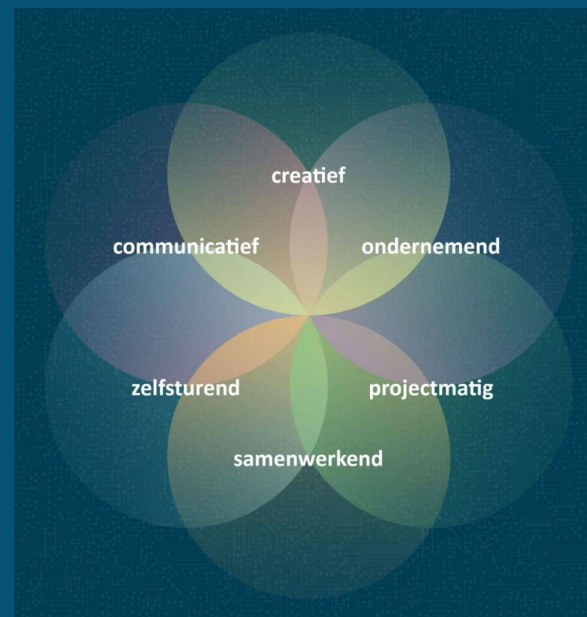 creatief
communicatief
ondernemend
zelfsturend
projectmatig
samenwerkend